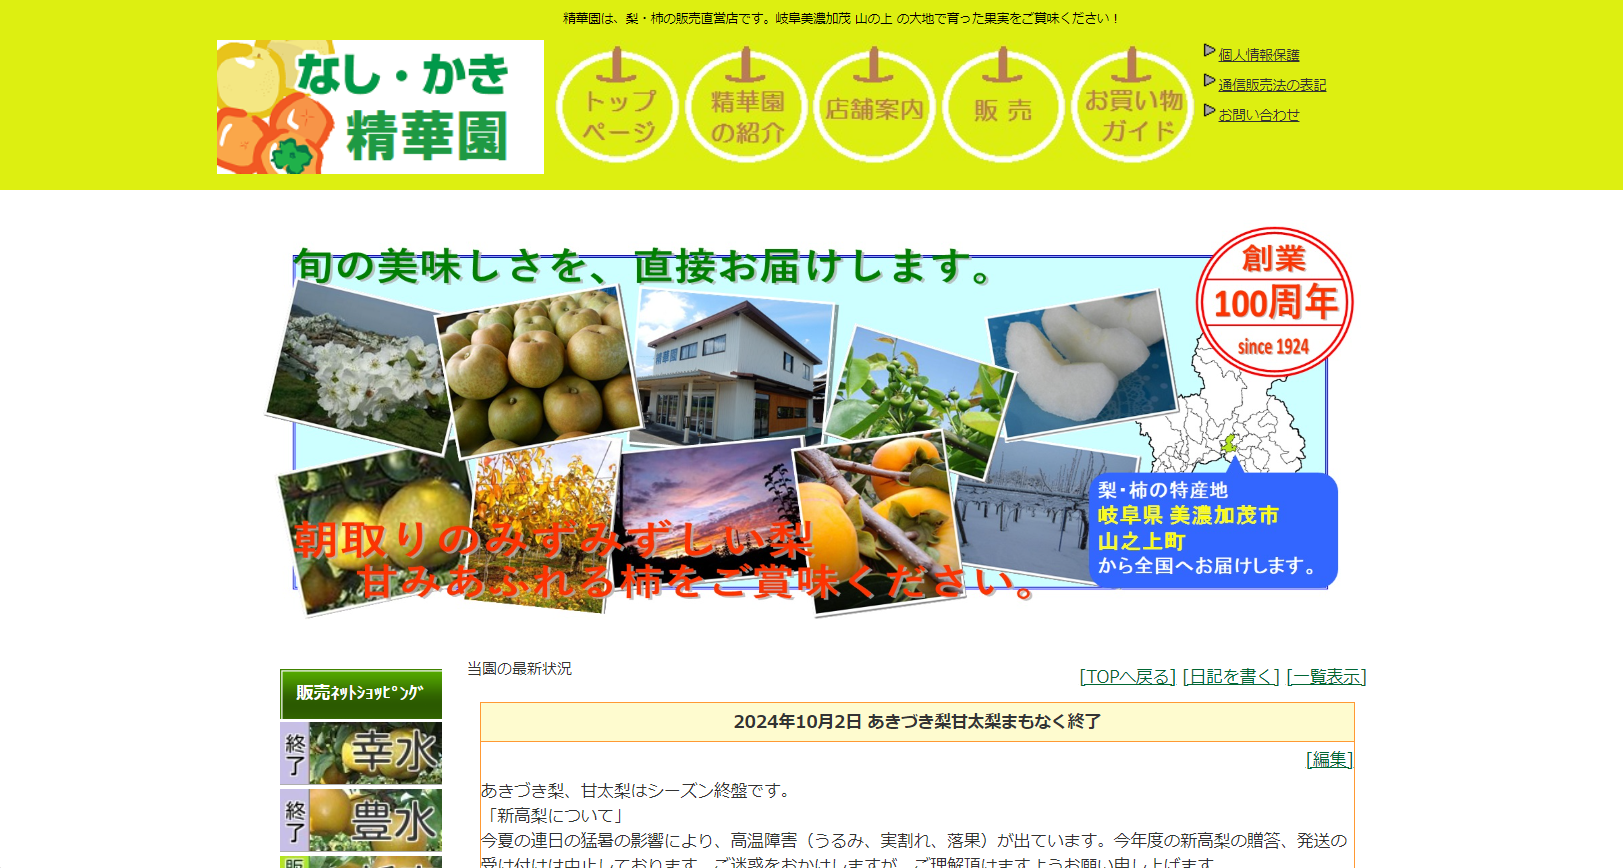 精華園は、梨・柿の販売直営店です。岐阜美濃加茂 山の上 の大地で育った果実をご賞味ください！
なし・かき
精華園
トップ
ページ
精華園
の紹介
店舗案内
販 売
お買い物
ガイド
個人情報保護
通信販売法の表記
お問い合わせ
旬の美味しさを、直接お届けします。
創業
100周年
since 1924
精華園
朝取りのみずみずしい梨
甘みあふれる柿をご賞味ください。
梨・柿の特産地
岐阜県 美濃加茂市
山之上町
から全国へお届けします。
販売ﾈｯﾄｼｮｯﾋﾟﾝｸﾞ
終了
幸水
終了
豊水
販
当園の最新状況
[TOPへ戻る] [日記を書く] [一覧表示]
2024年10月2日 あきづき梨甘太梨まもなく終了
[編集]
あきづき梨、甘太梨はシーズン終盤です。
「新高梨について」
今夏の連日の猛暑の影響により、高温障害（うるみ、実割れ、落果）が出ています。今年度の新高梨の贈答、発送の
受け付けは中止しております。ご迷惑をおかけしますが、ご理解頂けますようお願い申し上げます。